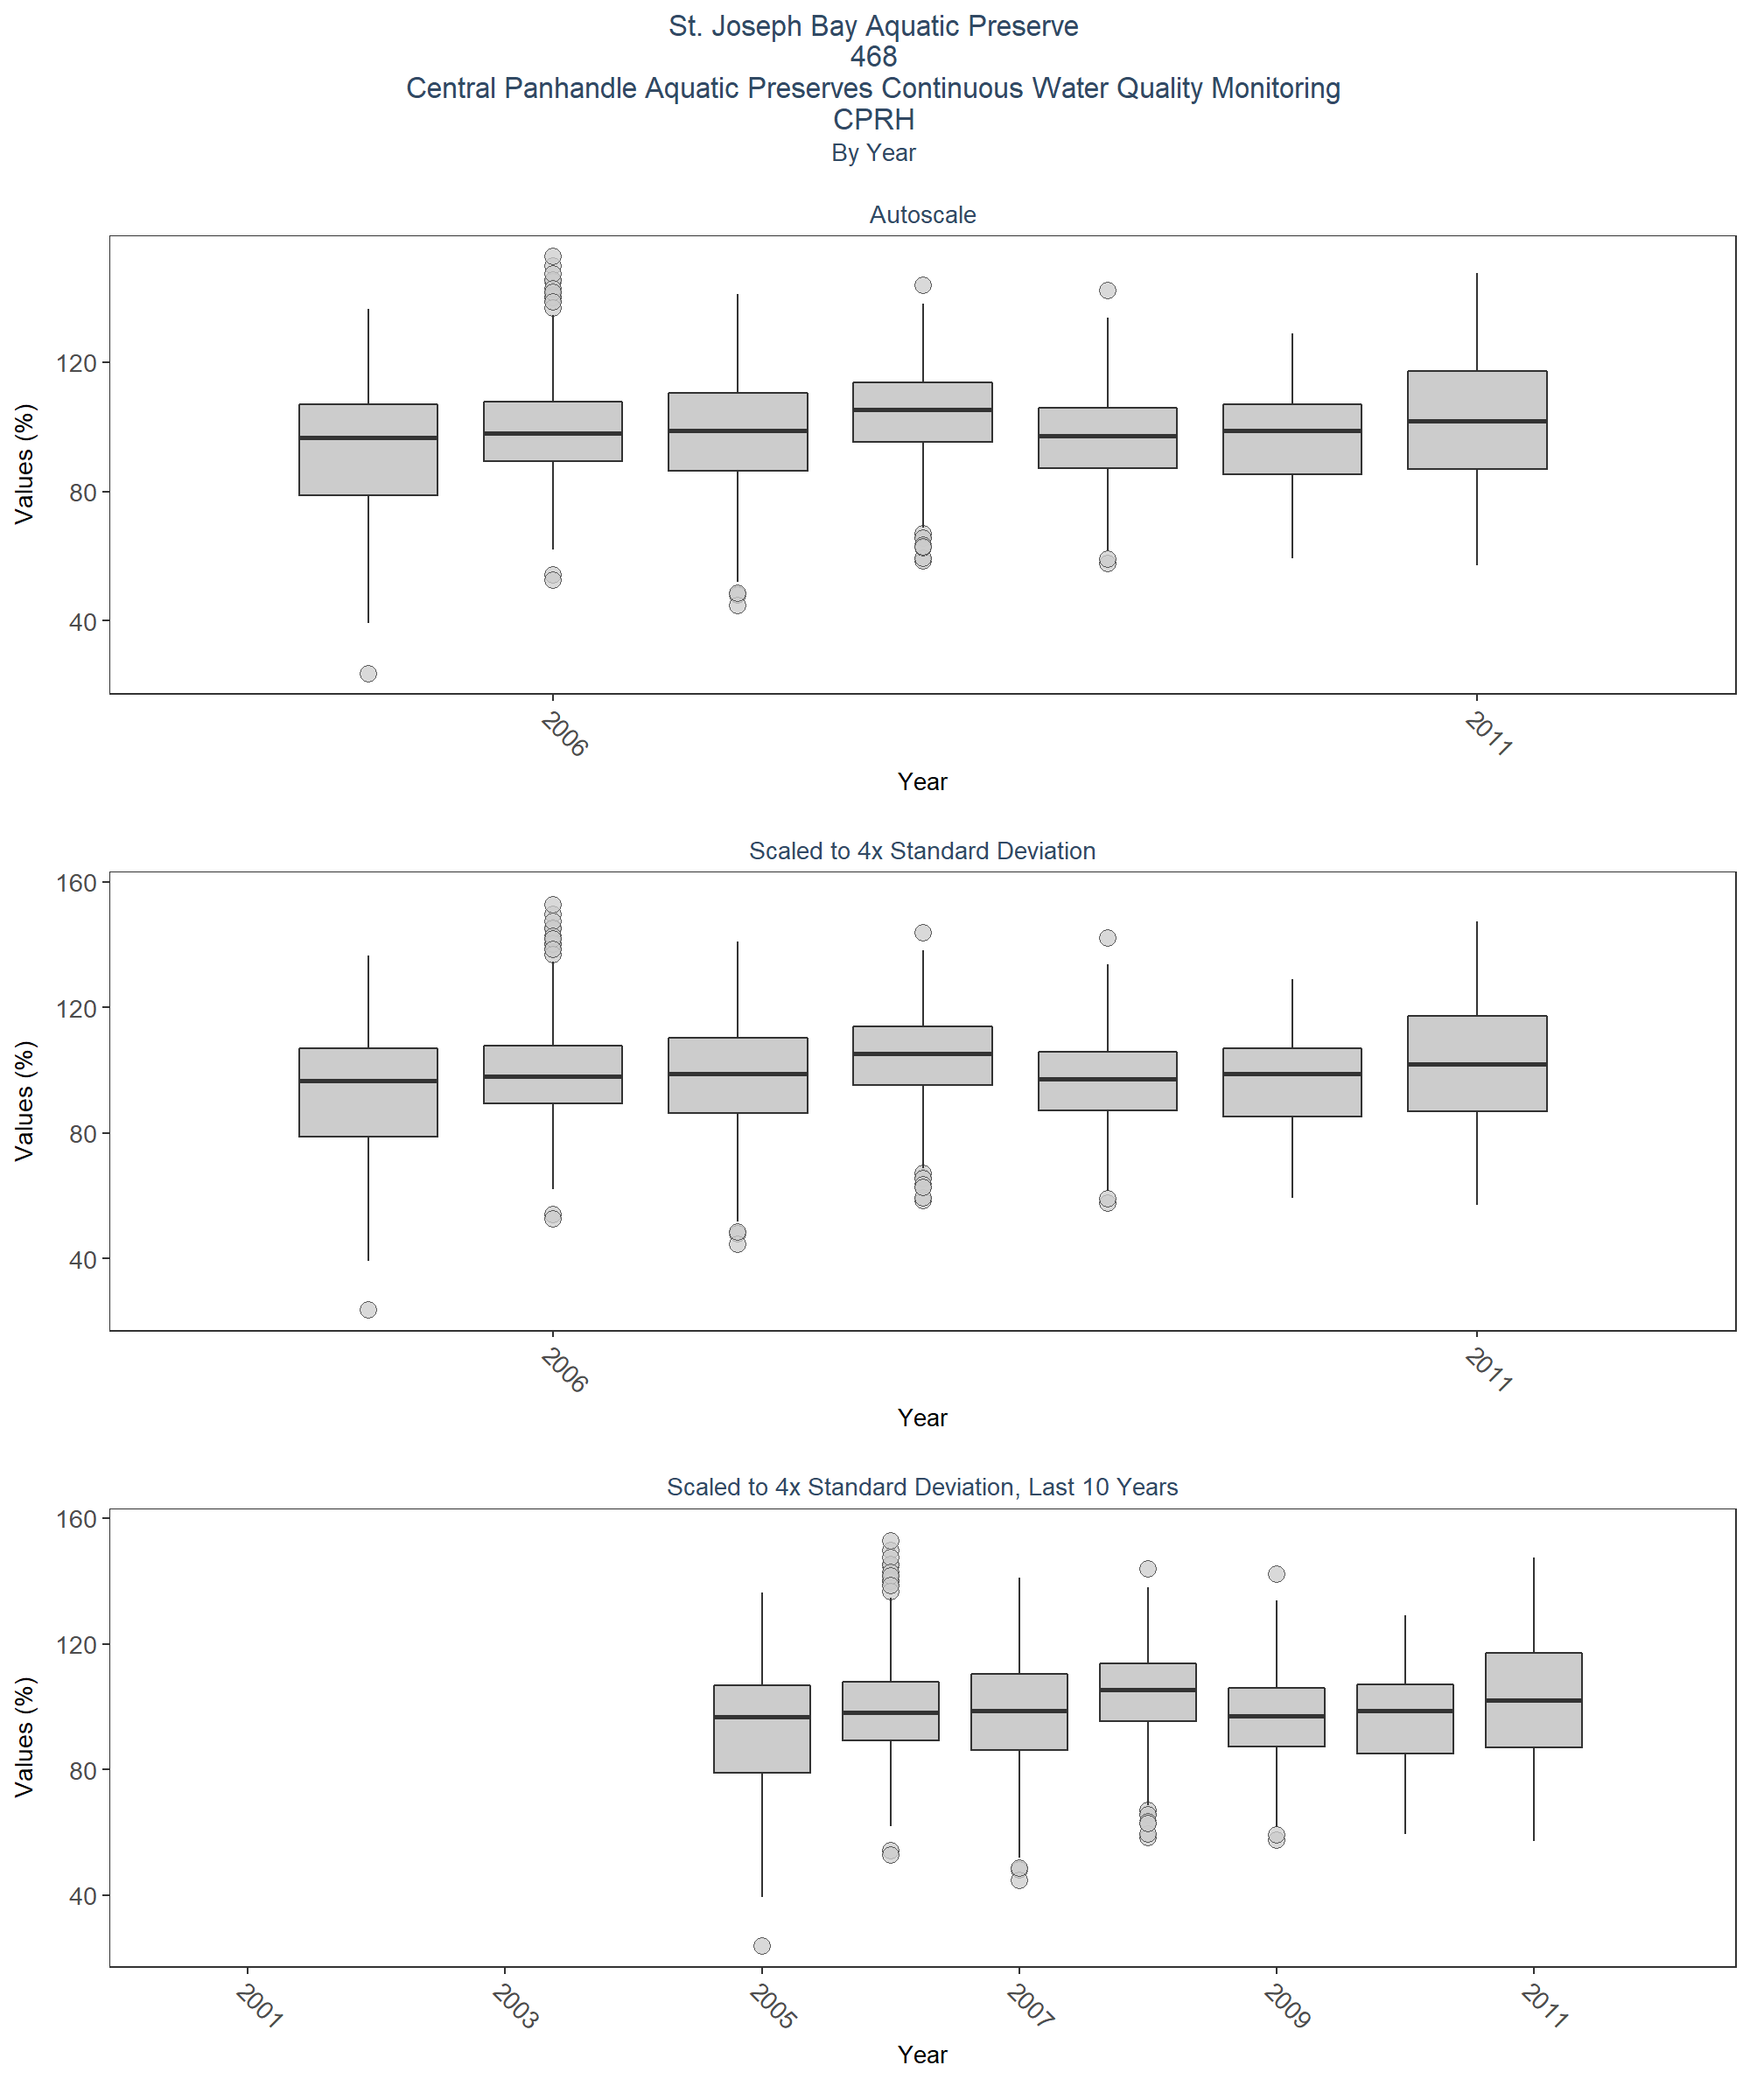 St. Joseph Bay Aquatic Preserve
468
Central Panhandle Aquatic Preserves Continuous Water Quality Monitoring
CPRH
By Year
Autoscale
120
80
40
Values (%)
2006
2011
Year
Scaled to 4x Standard Deviation
160
120
80
40
Values (%)
2006
2011
Year
Scaled to 4x Standard Deviation, Last 10 Years
160
120
80
40
Values (%)
2001
2003
2005
2007
2009
2011
Year